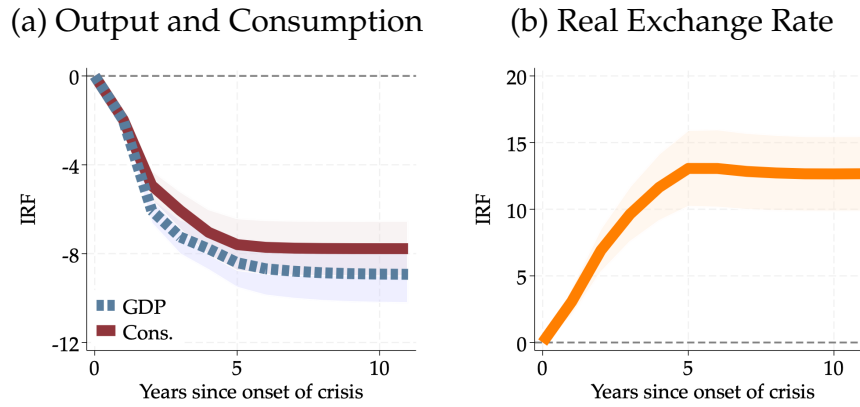 (a) Output and Consumption
0
-4
-8
-12
IRF
GDP
Cons.
0 5 10
Years since onset of crisis
(b) Real Exchange Rate
20
15
10
5
0
IRF
0 5 10
Years since onset of crisis